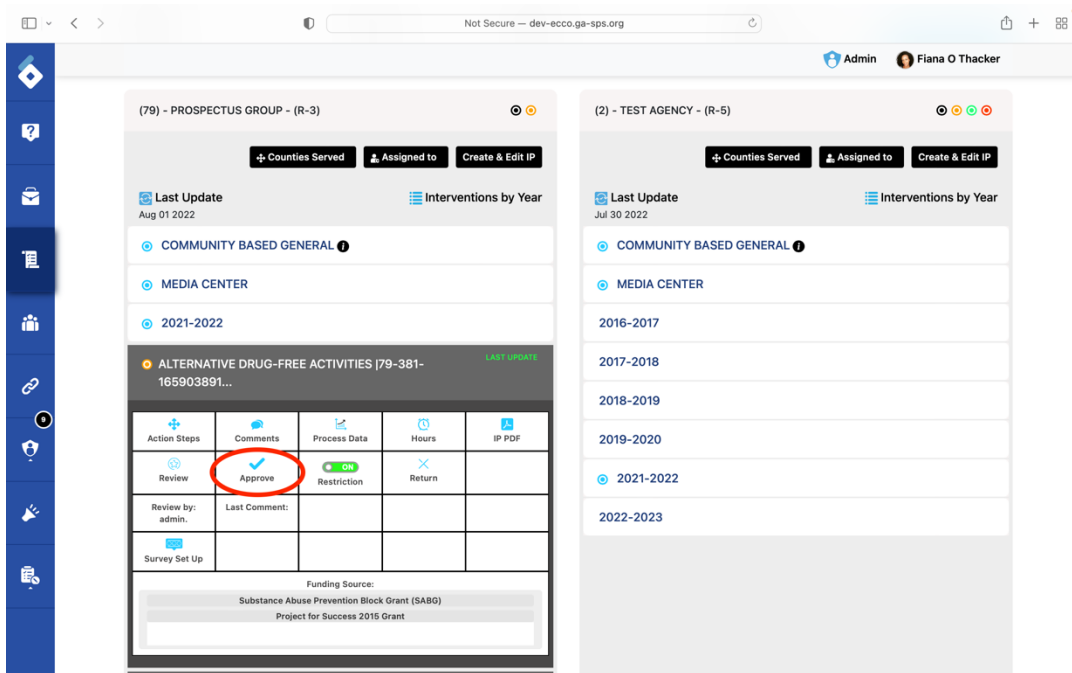 Not Secure — dev-ecco.ga-sps.org
Admin
Fiana O Thacker
(79) - PROSPECTUS GROUP - (R-3)
Counties Served
Assigned to
Create & Edit IP
Last Update
Interventions by Year
Aug 01 2022
COMMUNITY BASED GENERAL
MEDIA CENTER
2021-2022
ALTERNATIVE DRUG-FREE ACTIVITIES |79-381-
165903891...
LAST UPDATE
Action Steps
Comments
Process Data
Hours
IP PDF
Review
Approve
ON
Restriction
Return
Review by:
admin.
Last Comment:
Survey Set Up
Funding Source:
Substance Abuse Prevention Block Grant (SABG)
Project for Success 2015 Grant
(2) - TEST AGENCY - (R-5)
Counties Served
Assigned to
Create & Edit IP
Last Update
Interventions by Year
Jul 30 2022
COMMUNITY BASED GENERAL
MEDIA CENTER
2016-2017
2017-2018
2018-2019
2019-2020
2021-2022
2022-2023
9